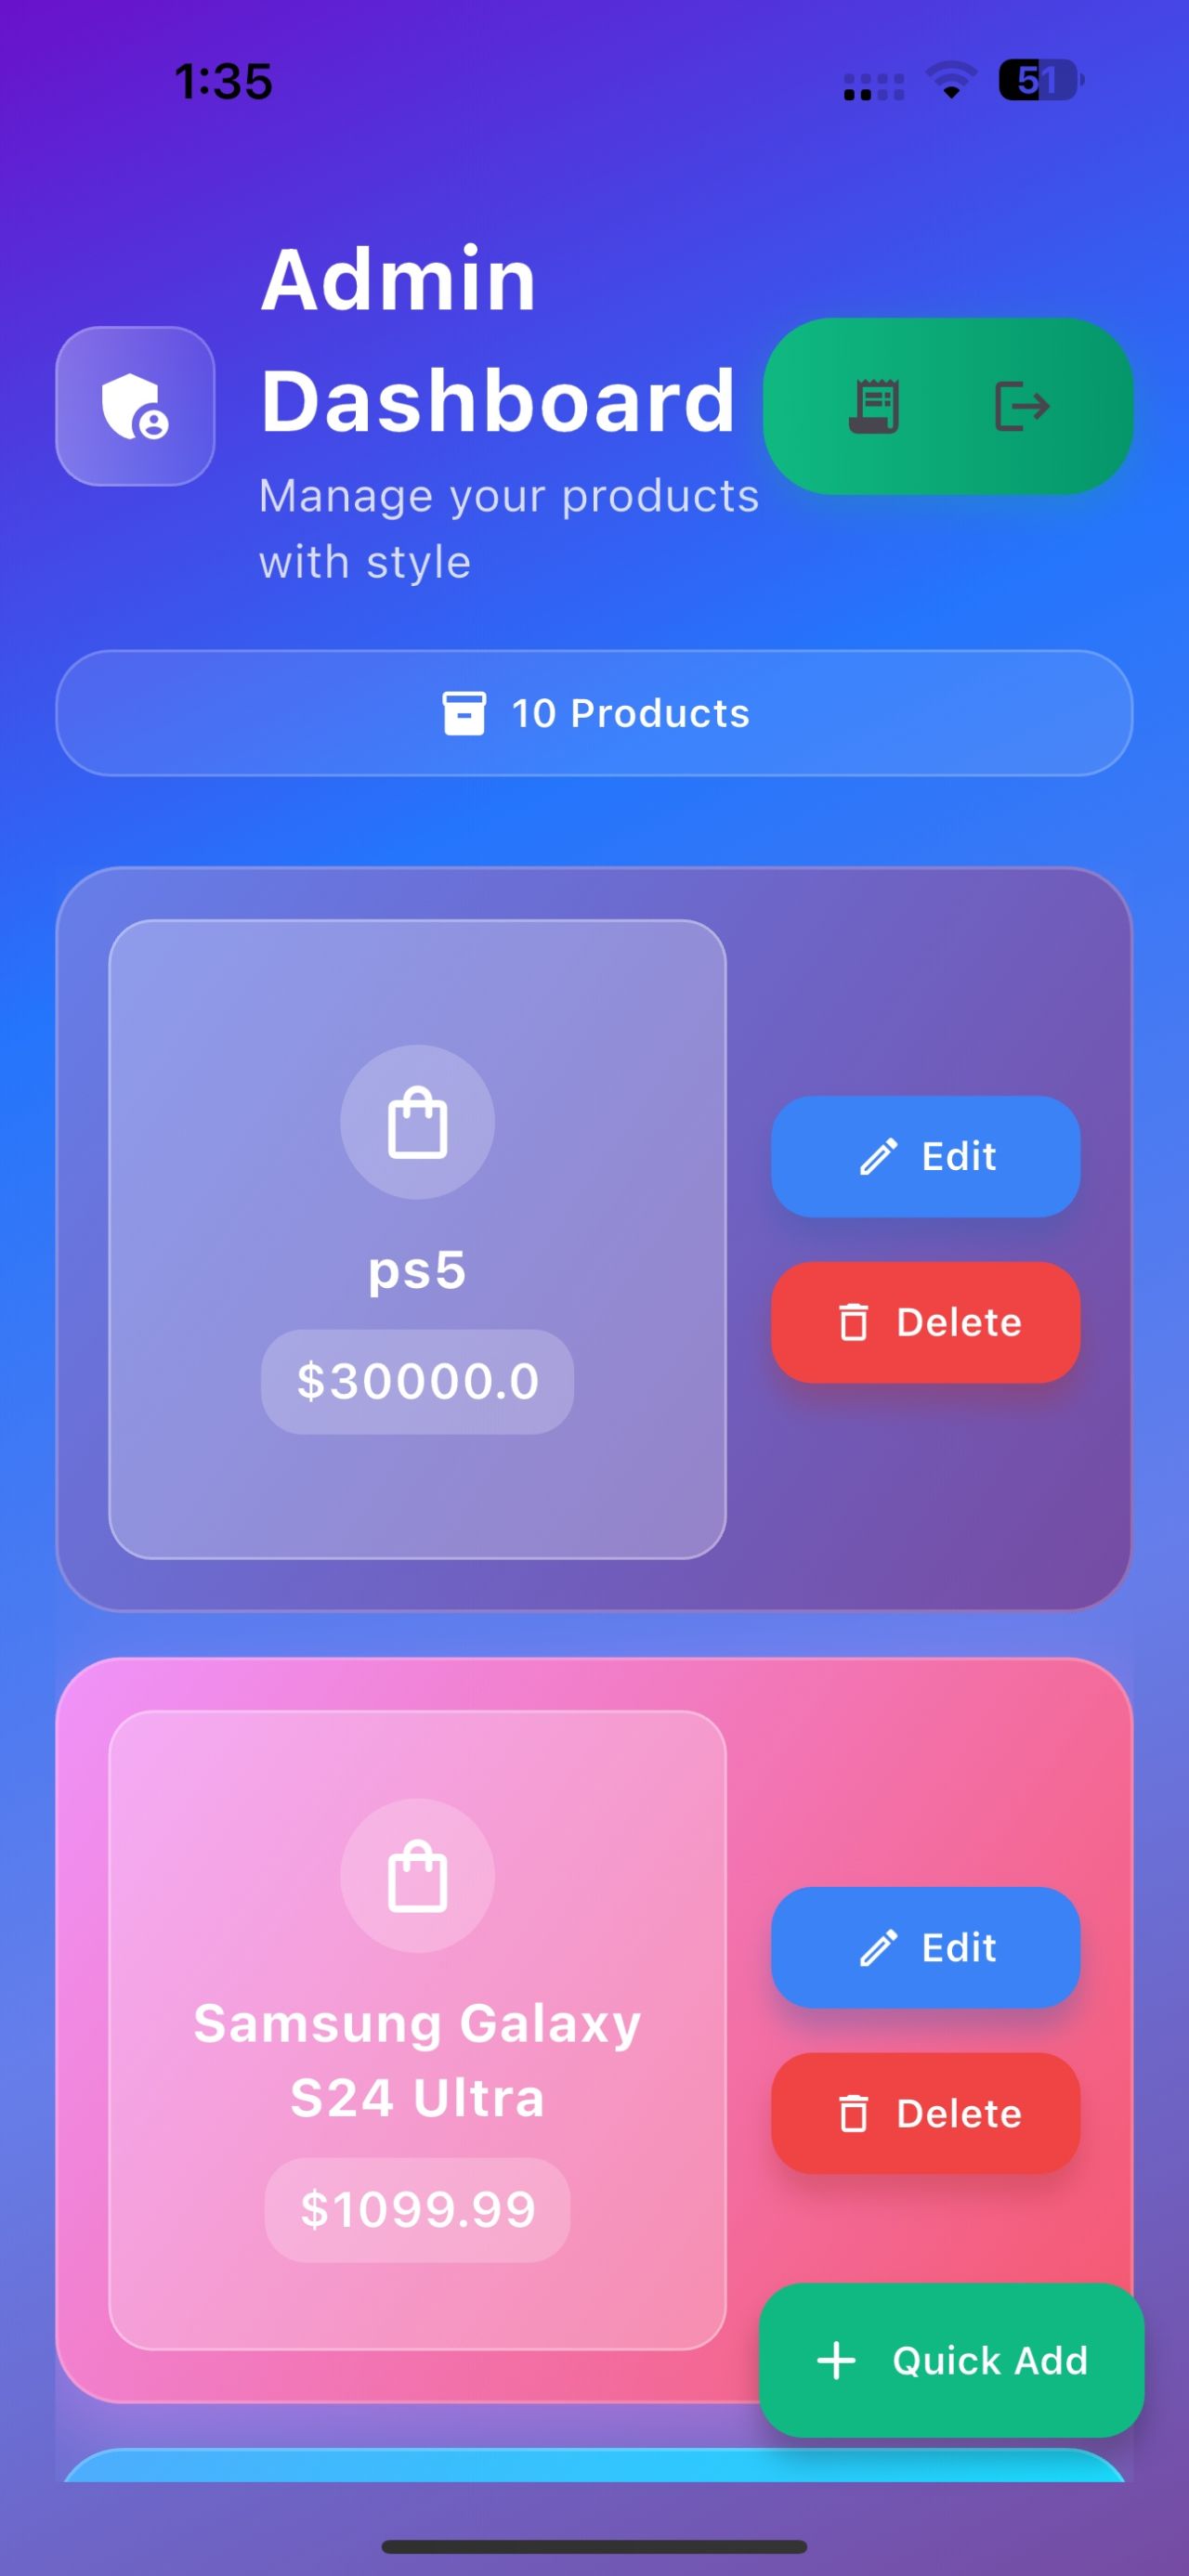 1:35
51
Admin
Dashboard
Manage your products
with style
10 Products
ps5
$30000.0
Edit
Delete
Samsung Galaxy
S24 Ultra
$1099.99
Edit
Delete
Quick Add